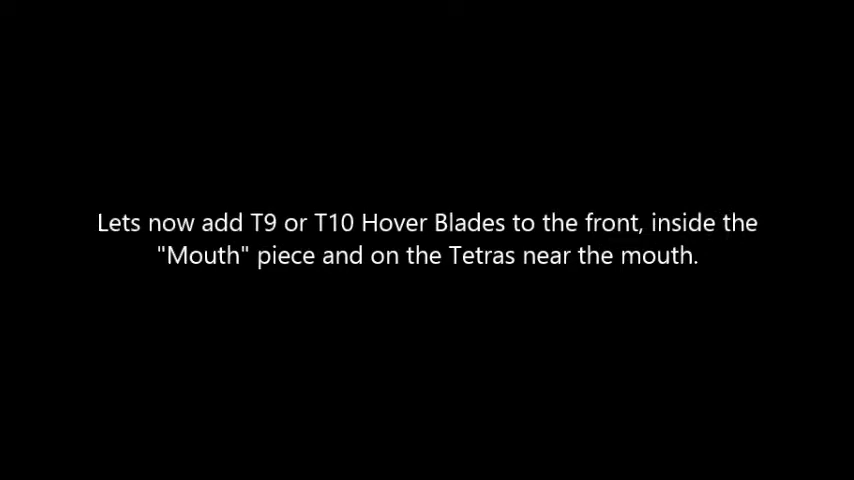 Lets now add T9 or T10 Hover Blades to the front, inside the
"Mouth" piece and on the Tetras near the mouth.